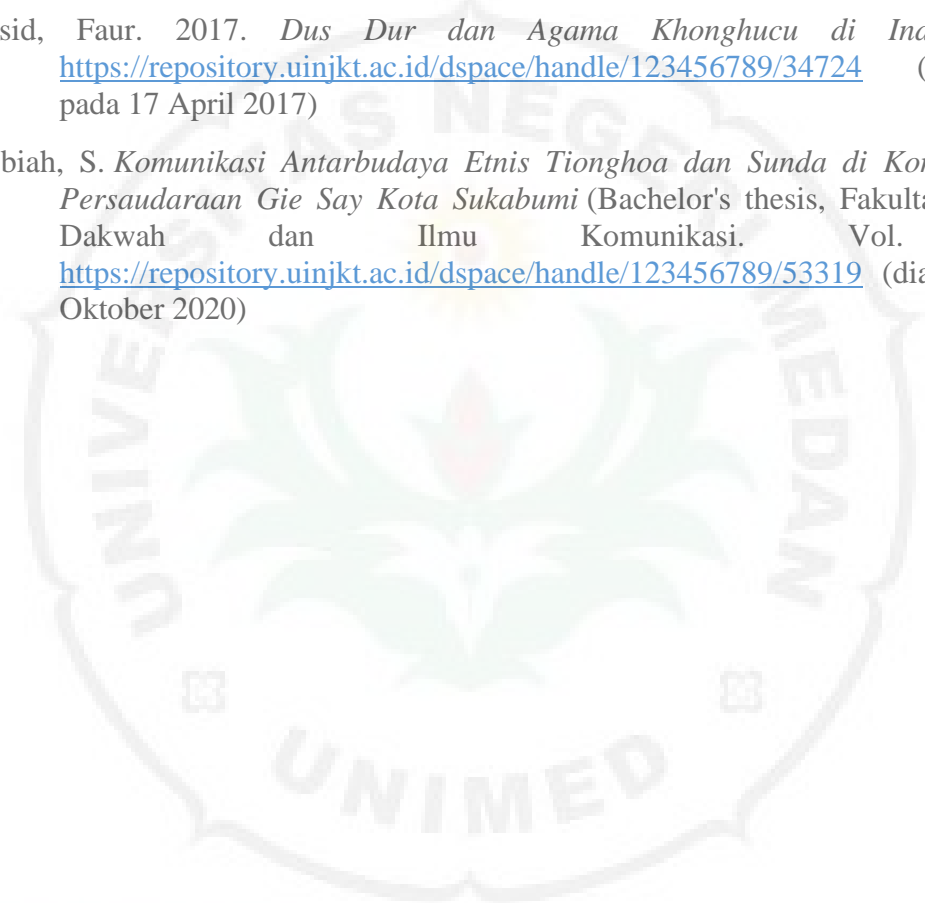 sid, Faur. 2017. Dus Dur dan Agama Khonghucu di Ind
https://repository.uinjkt.ac.id/dspace/handle/123456789/34724 (
pada 17 April 2017)
biah, S. Komunikasi Antarbudaya Etnis Tionghoa dan Sunda di Kor
Persaudaraan Gie Say Kota Sukabumi (Bachelor's thesis, Fakulta
Dakwah dan Ilmu Komunikasi. Vol.
https://repository.uinjkt.ac.id/dspace/handle/123456789/53319 (dia
Oktober 2020)
UNIVERSITAS NEGERI MEDAN
UNIMED